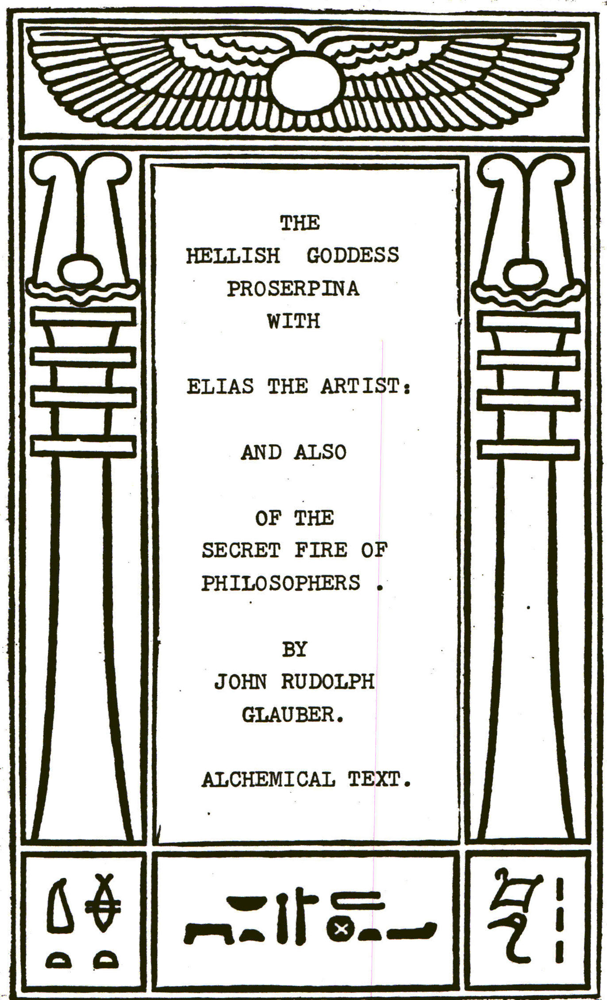 THE
HELLISH GODDESS
PROSERPINA
WITH
ELIAS THE ARTIST:
AND ALSO
OF THE
SECRET FIRE OF
PHILOSOPHERS .
BY
JOHN RUDOLPH
GLAUBER.
ALCHEMICAL TEXT.